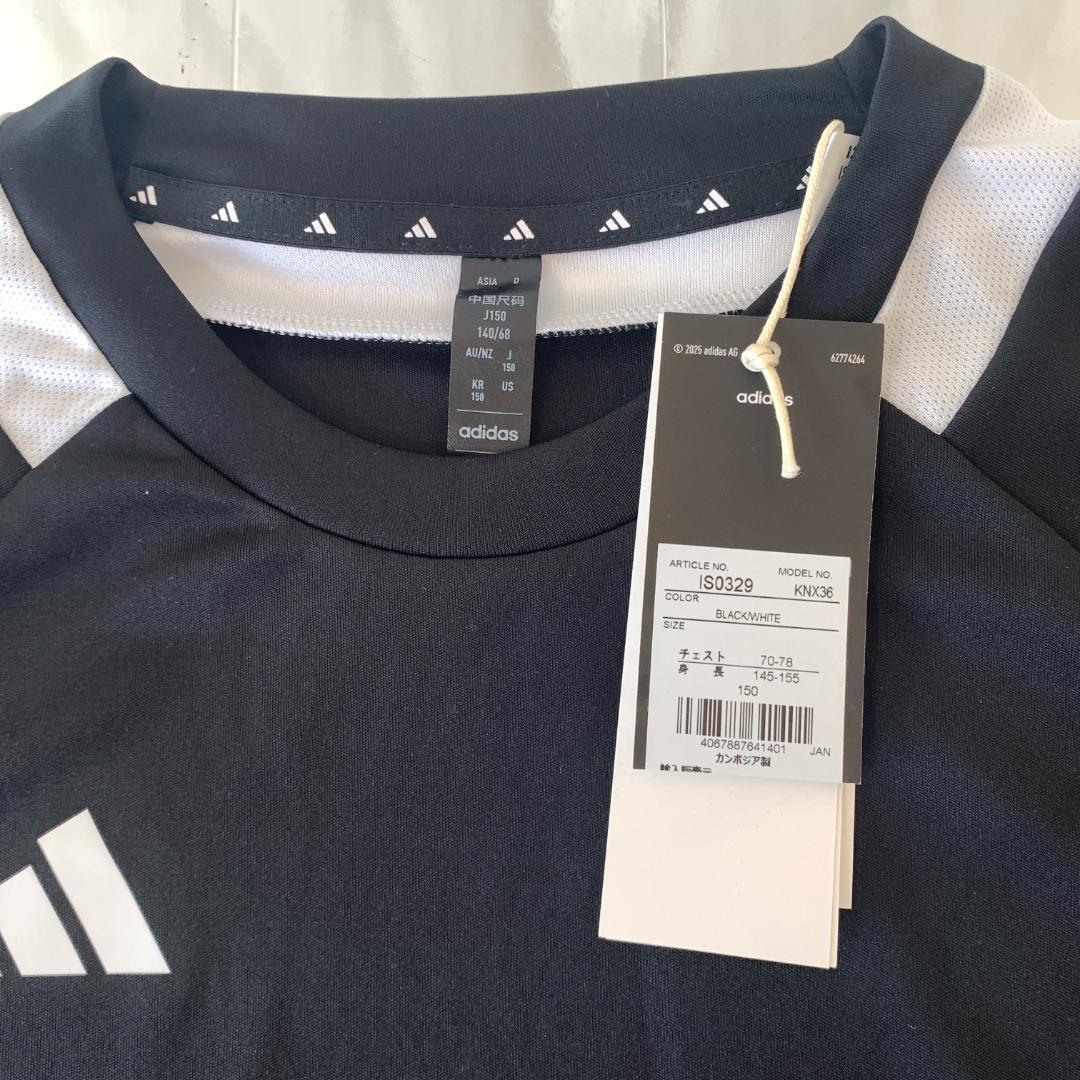 ASIA
中国尺码
J150
140/68
AU/NZ J
150
KR US
150
adidas
© 2025 adidas AG
62774264
adidas
ARTICLE NO. MODEL NO.
IS0329 KNX36
COLOR
BLACK/WHITE
SIZE
チェスト 70-78
身 長 145-155
150
4067887641401 JAN
カンボジア製